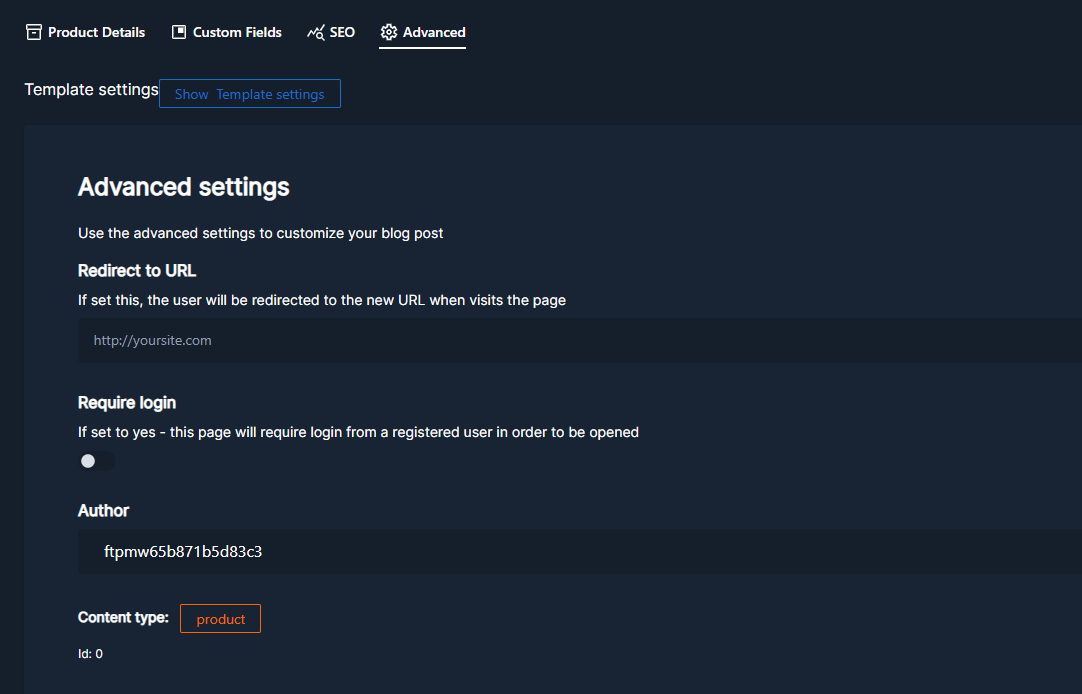 Product Details Custom Fields SEO Advanced
Template settings Show Template settings
Advanced settings
Use the advanced settings to customize your blog post
Redirect to URL
If set this, the user will be redirected to the new URL when visits the page
http://yoursite.com
Require login
If set to yes - this page will require login from a registered user in order to be opened
Author
ftpmw65b871b5d83c3
Content type: product
Id: 0